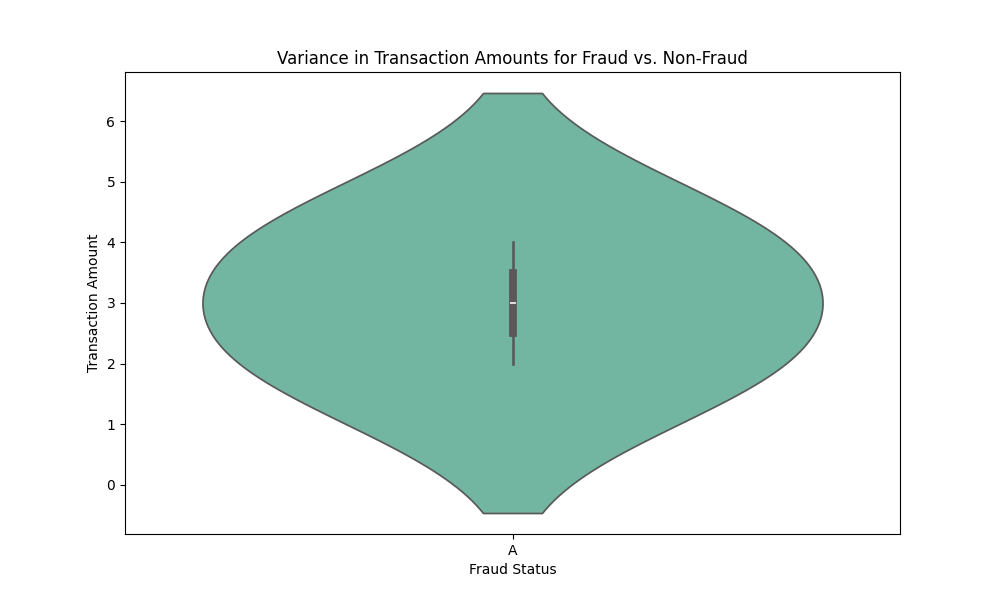 Variance in Transaction Amounts for Fraud vs. Non-Fraud
6
5
4
3
2
1
0
Transaction Amount
A
Fraud Status